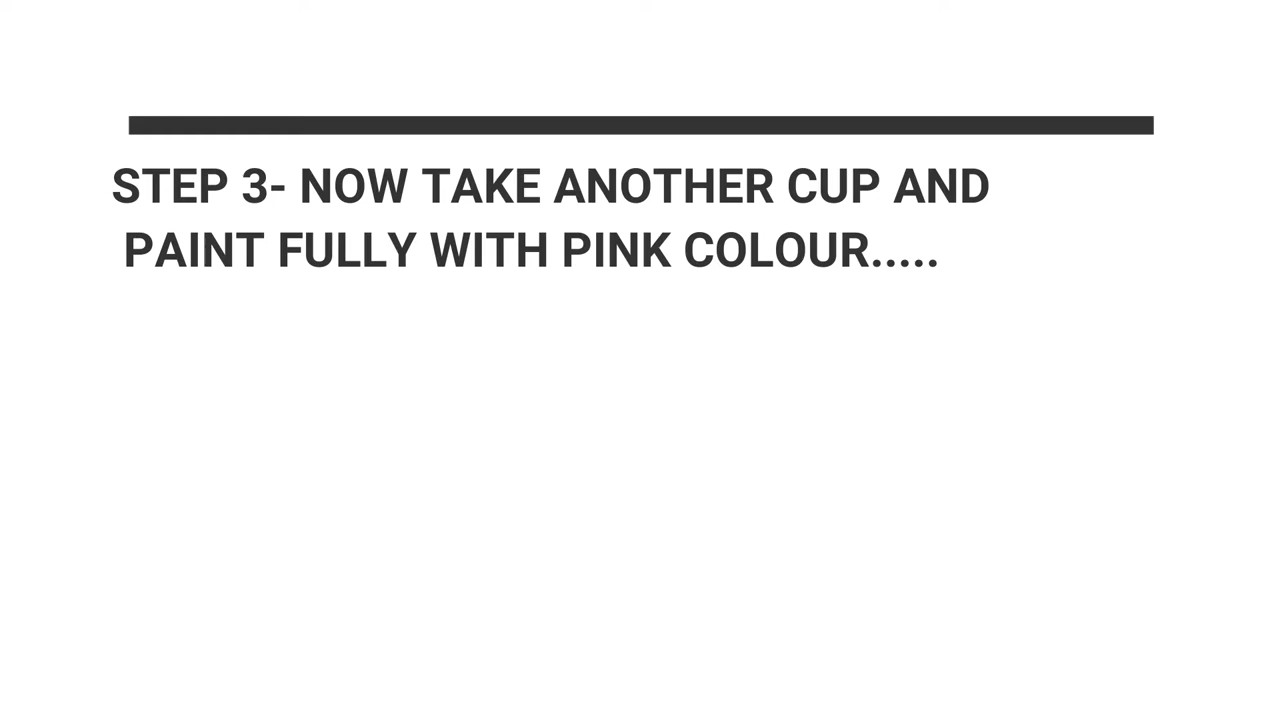 STEP 3- NOW TAKE ANOTHER CUP AND
PAINT FULLY WITH PINK COLOUR.....